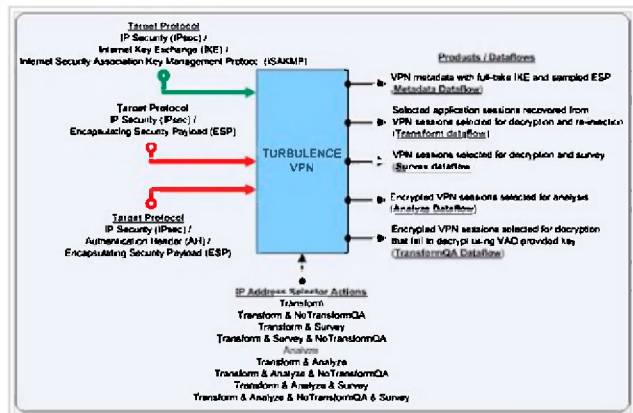 Target Protocol
IP Security (IPsec) /
Internet Key Exchange (IKE) /
Internet Security Association Key Management Protocol (ISAKMP)
Target Protocol
IP Security (IPsec) /
Encapsulating Security Payload (ESP)
Target Protocol
IP Security (IPsec) /
Authentication Header (AH) /
Encapsulating Security Payload (ESP)
TURBULENCE
VPN
Products / Dataflows
VPN metadata with full-take IKE and sampled ESP
(Metadata Dataflow)
Selected application sessions recovered from
VPN sessions selected for decryption and re-injection
(Transform dataflow)
VPN sessions selected for decryption and survey
(Survey dataflow
Encrypted VPN sessions selected for analysis
(Analyze Dataflow)
Encrypted VPN sessions selected for decryption
that fail to decrypt using VAO provided key
(TransformQA Dataflow)
IP Address Selector Actions
Transform
Transform & NoTransformQA
Transform & Survey
Transform & Survey & NoTransformQA
Analyze
Transform & Analyze
Transform & Analyze & NoTransformQA
Transform & Analyze & Survey
Transform & Analyze & NoTransformQA & Survey